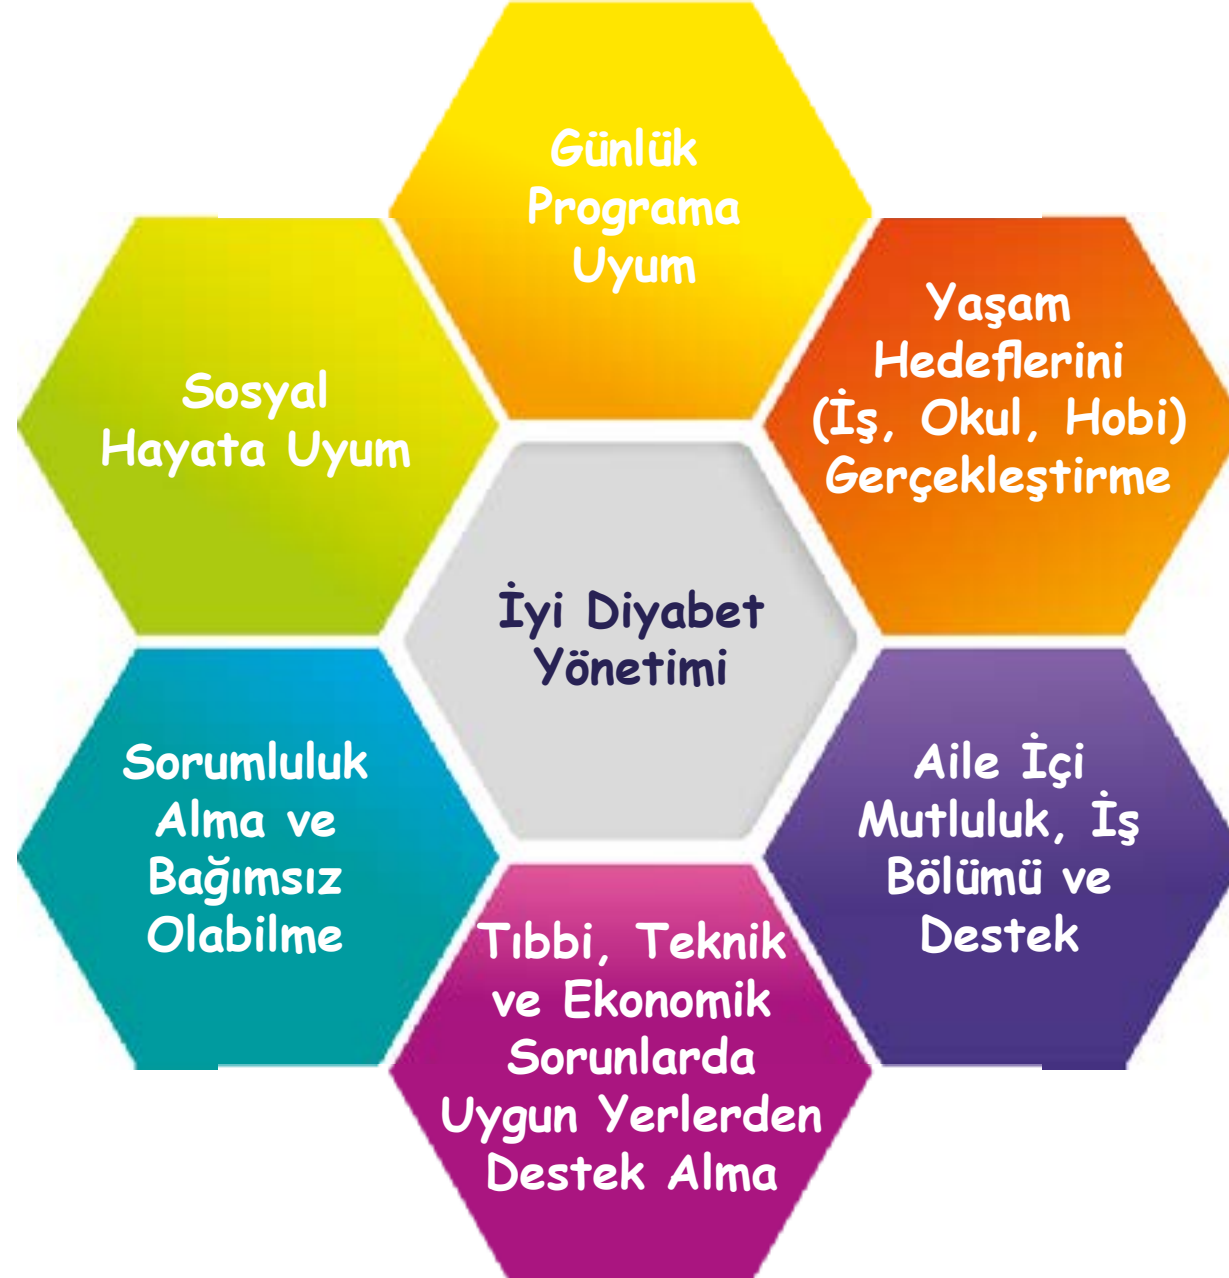 Günlük
Programa
Uyum
Yaşam
Hedeflerini
(İş, Okul, Hobi)
Gerçekleştirme
Sosyal
Hayata Uyum
İyi Diyabet
Yönetimi
Sorumluluk
Alma ve
Bağımsız
Olabilme
Aile İçi
Mutluluk, İş
Bölümü ve
Destek
Tıbbi, Teknik
ve Ekonomik
Sorunlarda
Uygun Yerlerden
Destek Alma